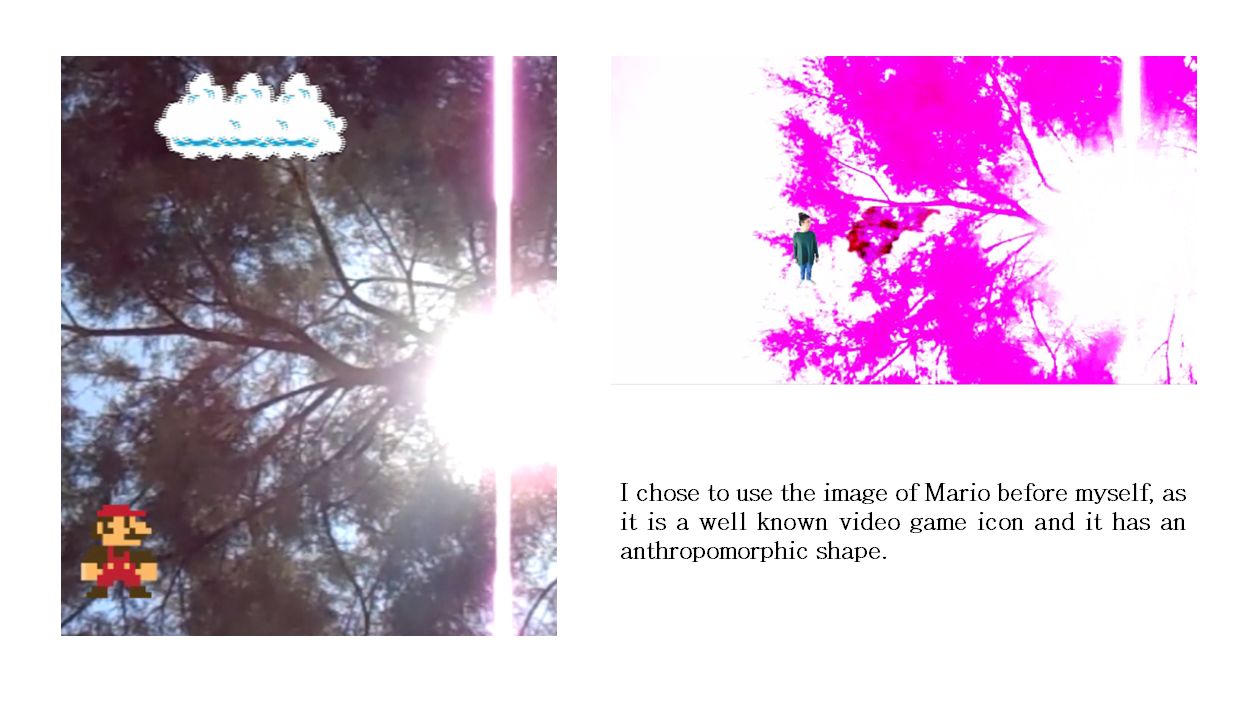 I chose to use the image of Mario before myself, as
it is a well known video game icon and it has an
anthropomorphic shape.